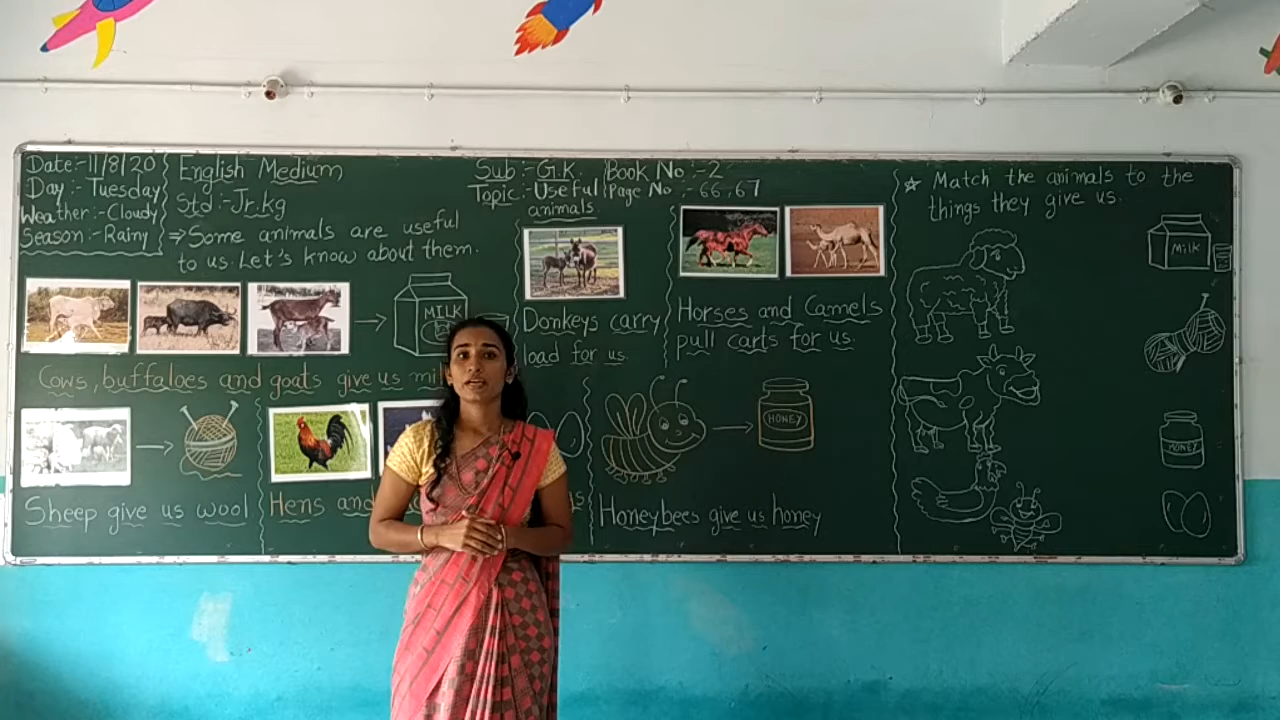 Date:-11/8/20
Day:- Tuesday
Weather:-Cloudy
Season:-Rainy
English Medium
Std:-Jr.kg
Sub:-G.K.
Topic:-Useful
animals
Book No:-2
Page No:-66,67
⇒Some animals are useful
to us. Let's know about them.
MILK
Cows, buffaloes and goats give us
Donkeys carry
load for us.
Horses and Camels
pull carts for us.
Sheep give us wool
Hens and
HONEY
Honeybees give us honey
☆ Match the animals to the
things they give us.
MILK
HONEY